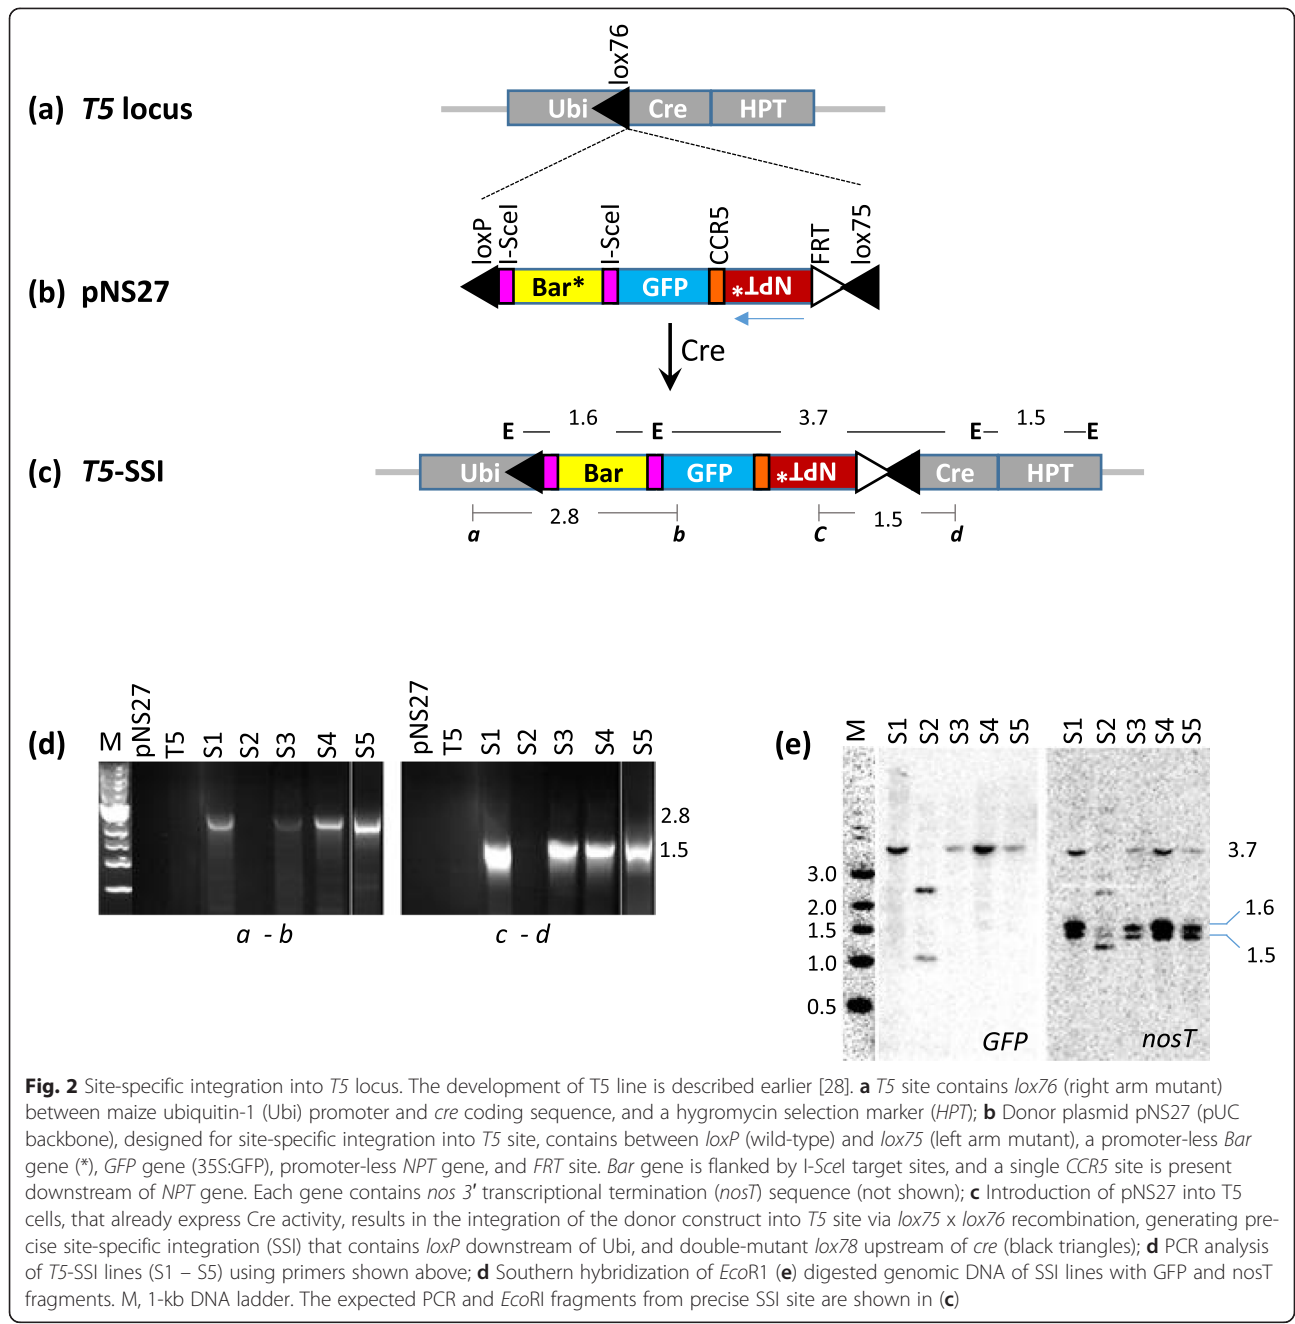 lox76
(a) T5 locus
Ubi Cre HPT
loxP I-SceI I-SceI CCR5 FRT lox75
(b) pNS27
Bar* GFP NPT*
Cre
1.6 3.7 1.5
E E E E
(c) T5-SSI
Ubi Bar GFP NPT* Cre HPT
2.8 1.5
a b C d
(d) M pNS27 T5 S1 S2 S3 S4 S5
pNS27 T5 S1 S2 S3 S4 S5
2.8
1.5
a - b
c - d
(e) M S1 S2 S3 S4 S5
S1 S2 S3 S4 S5
3.0
2.0
1.5
1.0
0.5
3.7
1.6
1.5
GFP
nosT
Fig. 2 Site-specific integration into T5 locus. The development of T5 line is described earlier [28]. a T5 site contains lox76 (right arm mutant)
between maize ubiquitin-1 (Ubi) promoter and cre coding sequence, and a hygromycin selection marker (HPT); b Donor plasmid pNS27 (pUC
backbone), designed for site-specific integration into T5 site, contains between loxP (wild-type) and lox75 (left arm mutant), a promoter-less Bar
gene (*), GFP gene (35S:GFP), promoter-less NPT gene, and FRT site. Bar gene is flanked by I-SceI target sites, and a single CCR5 site is present
downstream of NPT gene. Each gene contains nos 3′ transcriptional termination (nosT) sequence (not shown); c Introduction of pNS27 into T5
cells, that already express Cre activity, results in the integration of the donor construct into T5 site via lox75 x lox76 recombination, generating pre-
cise site-specific integration (SSI) that contains loxP downstream of Ubi, and double-mutant lox78 upstream of cre (black triangles); d PCR analysis
of T5-SSI lines (S1 – S5) using primers shown above; d Southern hybridization of EcoR1 (e) digested genomic DNA of SSI lines with GFP and nosT
fragments. M, 1-kb DNA ladder. The expected PCR and EcoRI fragments from precise SSI site are shown in (c)